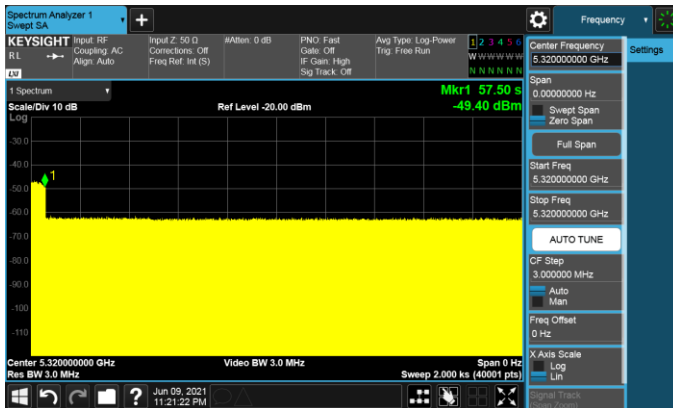 Spectrum Analyzer 1
Swept SA
+
Frequency
KEYSIGHT
RL
LXI
Input: RF
Coupling: AC
Align: Auto
Input Z: 50 Ω
Corrections: Off
Freq Ref: Int (S)
#Atten: 0 dB
PNO: Fast
Gate: Off
IF Gain: High
Sig Track: Off
Avg Type: Log-Power
Trig: Free Run
1 2 3 4 5 6
W W W W W W
N N N N N N
1 Spectrum
Scale/Div 10 dB
Log
Ref Level -20.00 dBm
Mkr1 57.50 s
-49.40 dBm
1
-30.0
-40.0
-50.0
-60.0
-70.0
-80.0
-90.0
-100
-110
Center 5.320000000 GHz
Res BW 3.0 MHz
Video BW 3.0 MHz
Span 0 Hz
Sweep 2.000 ks (40001 pts)
?
Jun 09, 2021
11:21:22 PM
Center Frequency
5.320000000 GHz
Settings
Span
0.00000000 Hz
Swept Span
Zero Span
Full Span
Start Freq
5.320000000 GHz
Stop Freq
5.320000000 GHz
AUTO TUNE
CF Step
3.000000 MHz
Auto
Man
Freq Offset
0 Hz
X Axis Scale
Log
Lin
Signal Track
(Span Zoom)